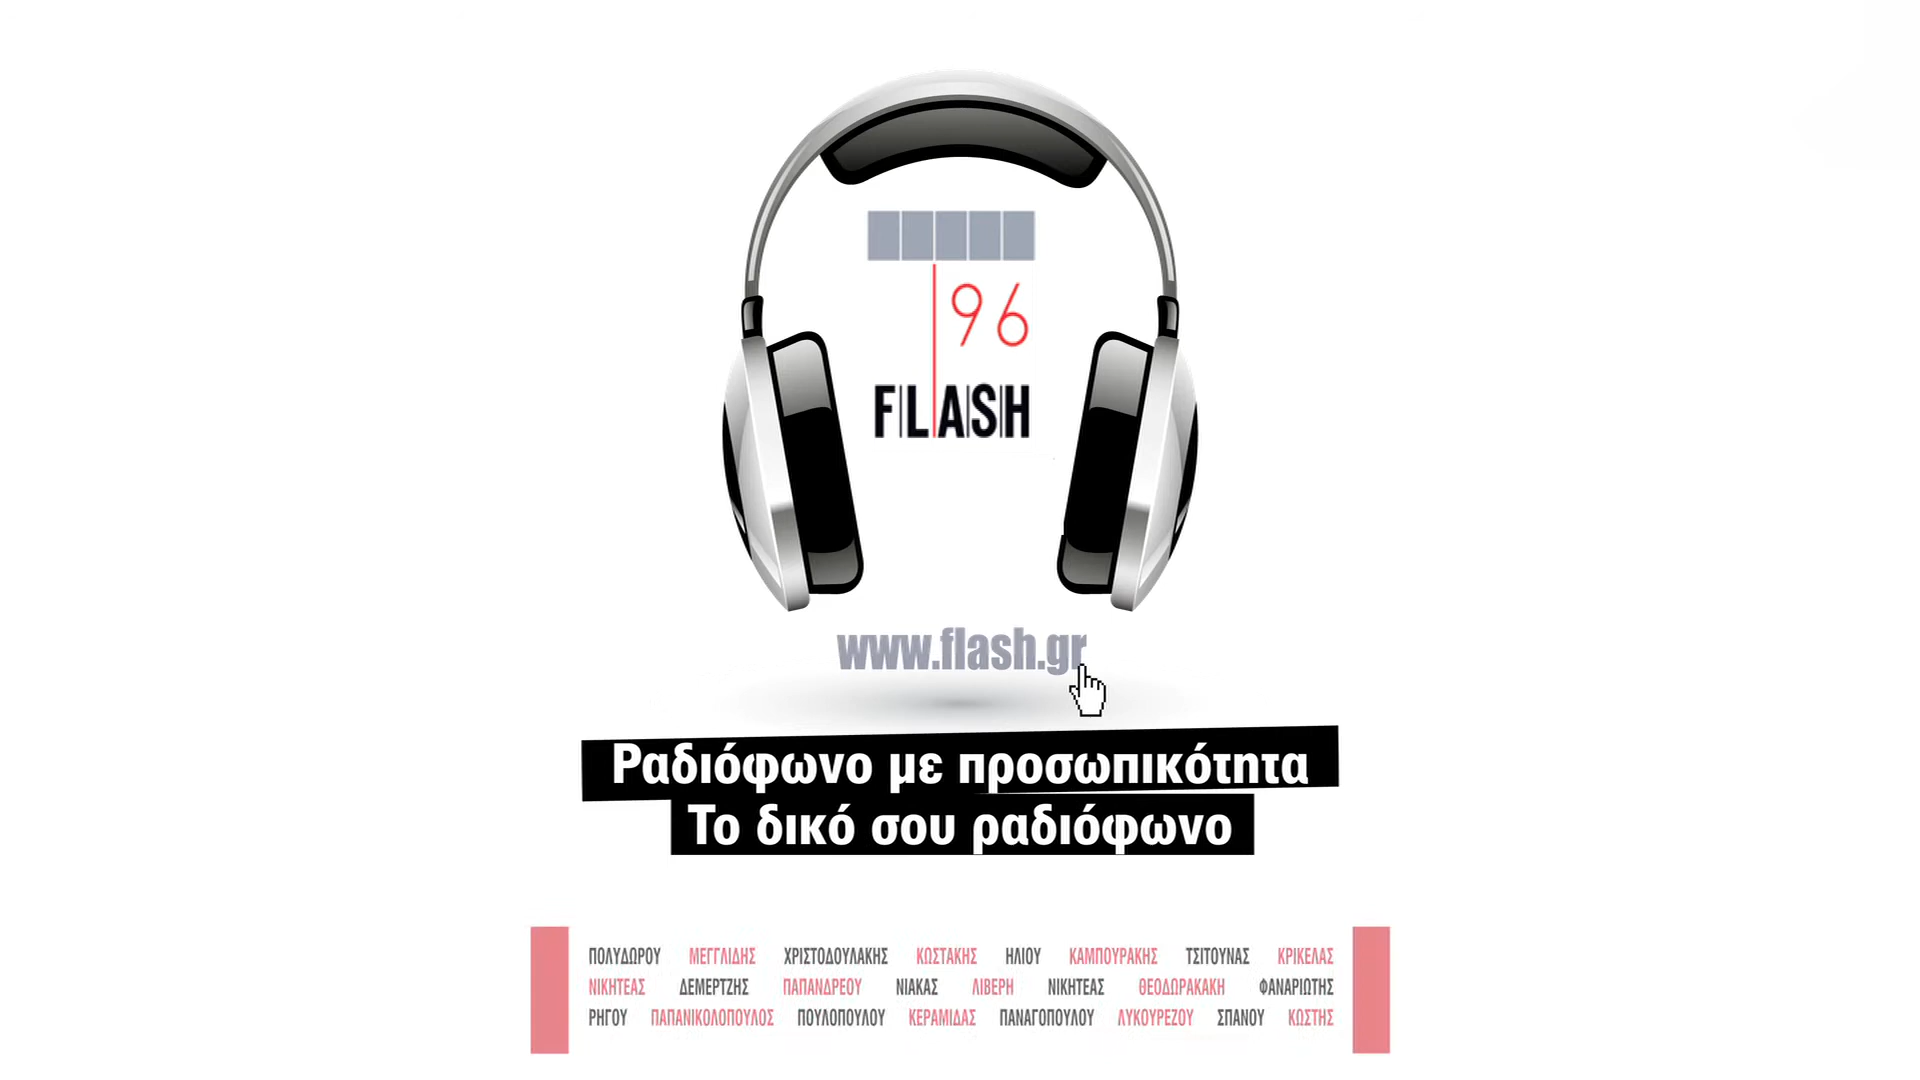 96
FLASH
www.flash.gr
Ραδιόφωνο με προσωπικότητα
Το δικό σου ραδιόφωνο
ΠΟΛΥΔΩΡΟΥ ΜΕΓΓΛΙΔΗΣ ΧΡΙΣΤΟΔΟΥΛΑΚΗΣ ΚΩΣΤΑΚΗΣ ΗΛΙΟΥ ΚΑΜΠΟΥΡΑΚΗΣ ΤΣΙΤΟΥΝΑΣ ΚΡΙΚΕΛΑΣ
ΝΙΚΗΤΕΑΣ ΔΕΜΕΡΤΖΗΣ ΠΑΠΑΝΔΡΕΟΥ ΝΙΑΚΑΣ ΛΙΒΕΡΗ ΝΙΚΗΤΕΑΣ ΘΕΟΔΩΡΑΚΑΚΗ ΦΑΝΑΡΙΩΤΗΣ
ΡΗΓΟΥ ΠΑΠΑΝΙΚΟΛΟΠΟΥΛΟΣ ΠΟΥΛΟΠΟΥΛΟΥ ΚΕΡΑΜΙΔΑΣ ΠΑΝΑΓΟΠΟΥΛΟΥ ΛΥΚΟΥΡΕΖΟΥ ΣΠΑΝΟΥ ΚΩΣΤΗΣ